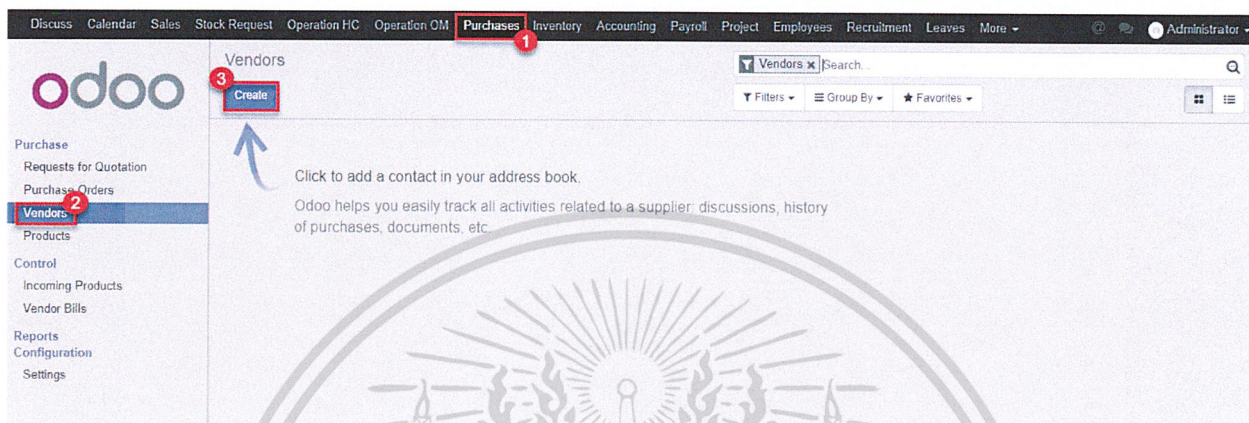 Discuss Calendar Sales Stock Request Operation HC Operation OM Purchases Inventory Accounting Payroll Project Employees Recruitment Leaves More @ Administrator
1
odoo
Vendors
Vendors x Search...
3
Create
Filters Group By Favorites
Purchase
Requests for Quotation
Purchase Orders
2
Vendors
Products
Control
Incoming Products
Vendor Bills
Reports
Configuration
Settings
Click to add a contact in your address book.
Odoo helps you easily track all activities related to a supplier: discussions, history
of purchases, documents, etc.